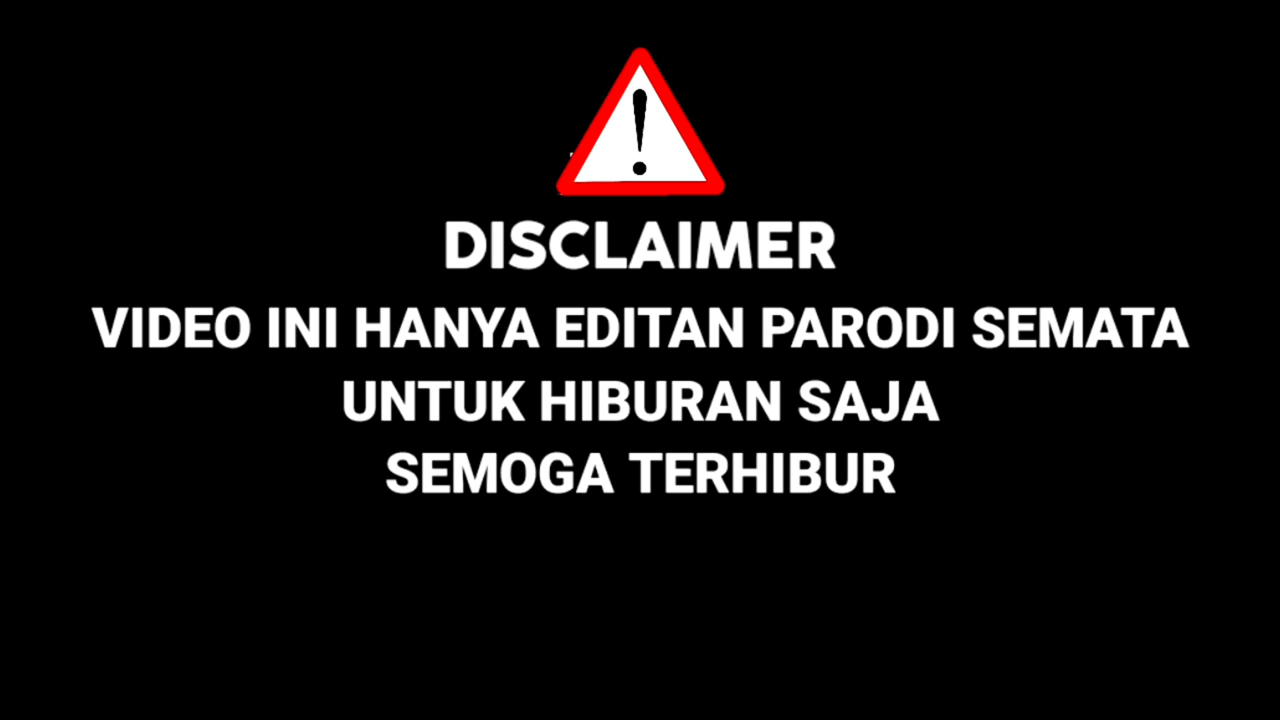 DISCLAIMER
VIDEO INI HANYA EDITAN PARODI SEMATA
UNTUK HIBURAN SAJA
SEMOGA TERHIBUR